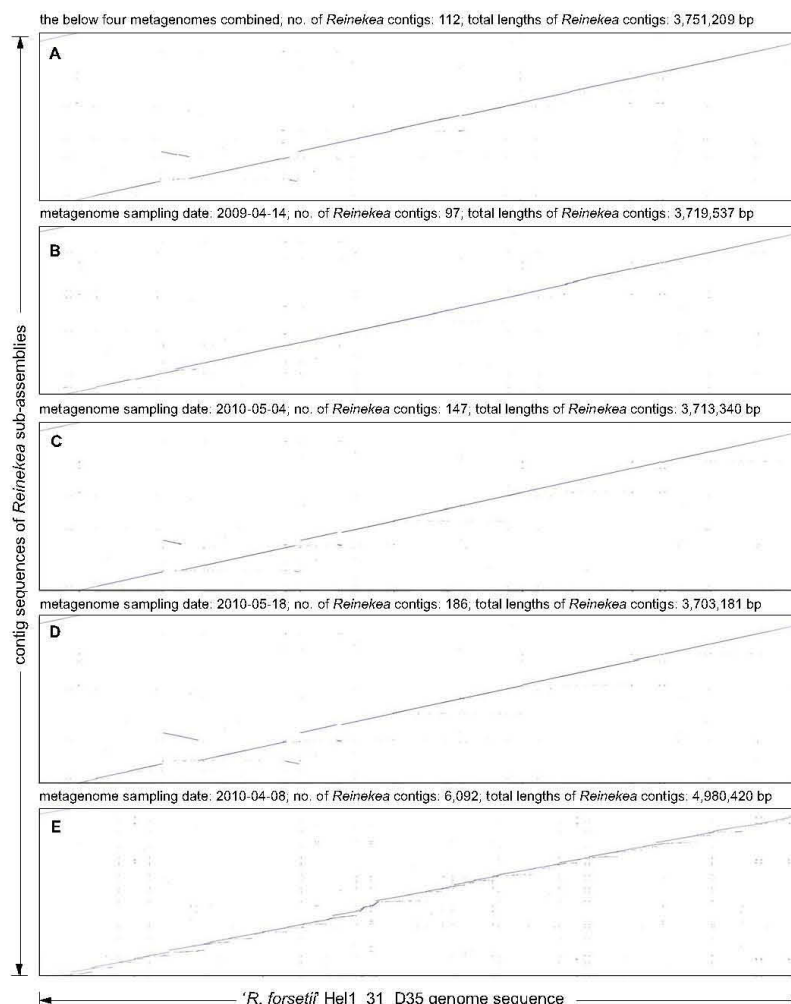 the below four metagenomes combined; no. of Reinekea contigs: 112; total lengths of Reinekea contigs: 3,751,209 bp
A
metagenome sampling date: 2009-04-14; no. of Reinekea contigs: 97; total lengths of Reinekea contigs: 3,719,537 bp
B
metagenome sampling date: 2010-05-04; no. of Reinekea contigs: 147; total lengths of Reinekea contigs: 3,713,340 bp
C
metagenome sampling date: 2010-05-18; no. of Reinekea contigs: 186; total lengths of Reinekea contigs: 3,703,181 bp
D
metagenome sampling date: 2010-04-08; no. of Reinekea contigs: 6,092; total lengths of Reinekea contigs: 4,980,420 bp
E
contig sequences of Reinekea sub-assemblies
'R. forsetii' Hel1_31_D35 genome sequence